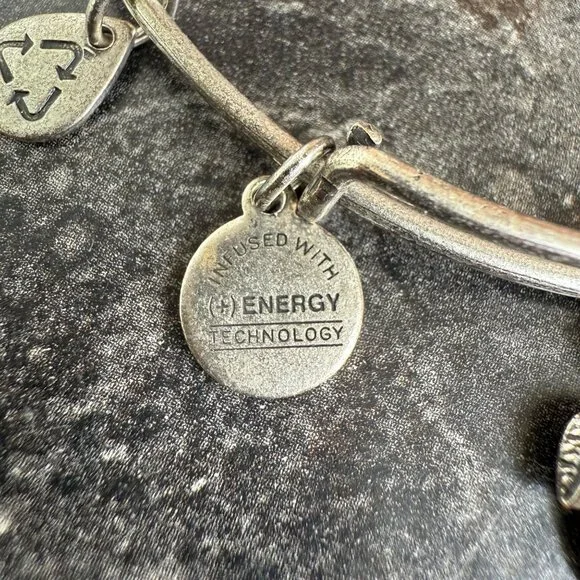 INFUSED WITH
(+) ENERGY
TECHNOLOGY